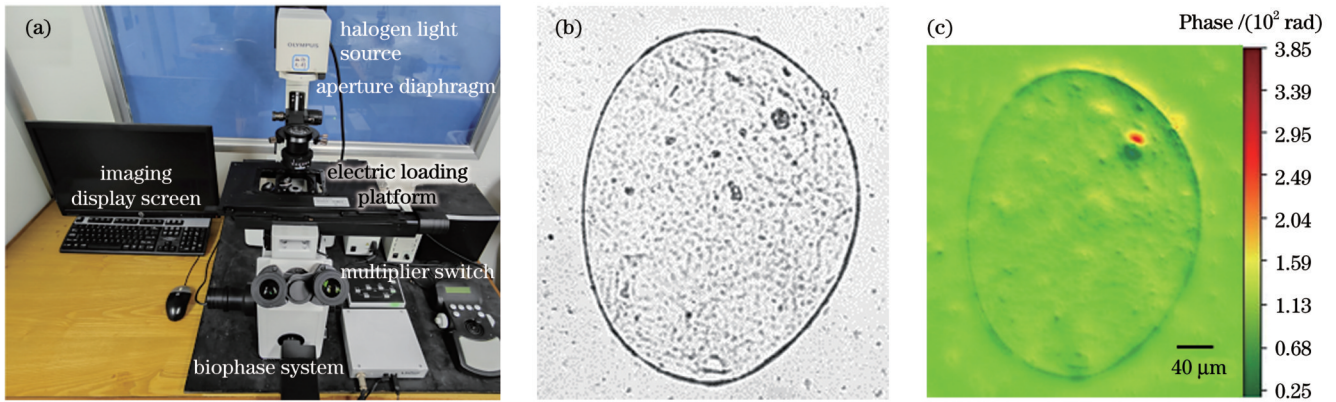 (a)
halogen light
source
OLYMPUS
aperture diaphragm
imaging
display screen
electric loading
platform
multiplier switch
biophase system
(b)
(c)
Phase /(10² rad)
3.85
3.39
2.95
2.49
2.04
1.59
1.13
0.68
0.25
40 μm